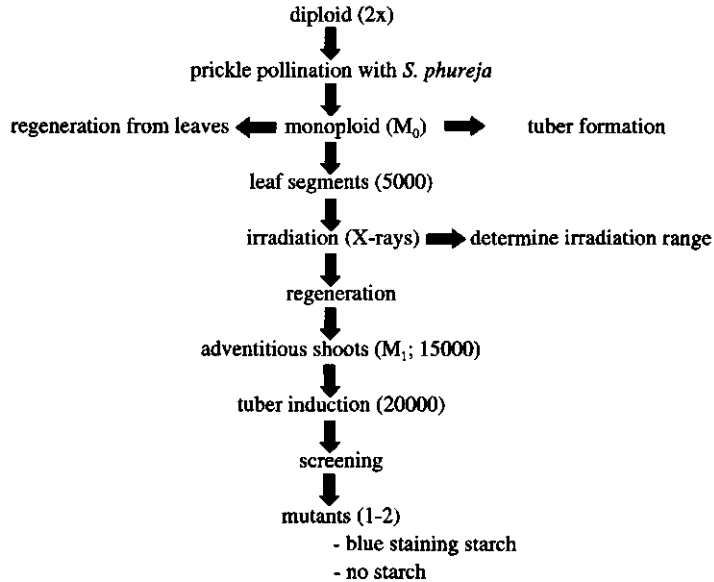 diploid (2x)
prickle pollination with S. phureja
regeneration from leaves monoploid (M₀) tuber formation
leaf segments (5000)
irradiation (X-rays) determine irradiation range
regeneration
adventitious shoots (M₁; 15000)
tuber induction (20000)
screening
mutants (1-2)
- blue staining starch
- no starch